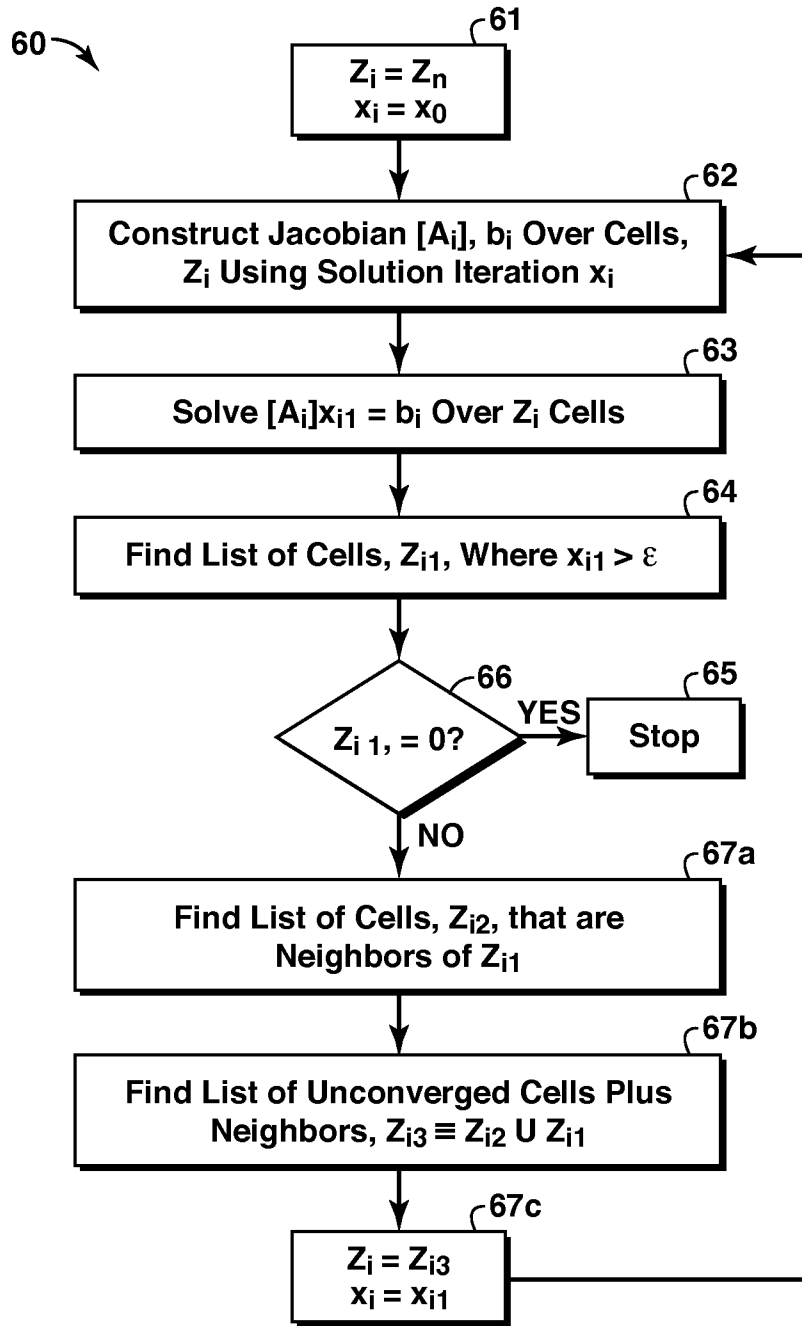 60
61
Zi = Zn
xi = x0
62
Construct Jacobian [Ai], bi Over Cells,
Zi Using Solution Iteration xi
63
Solve [Ai]xi1 = bi Over Zi Cells
64
Find List of Cells, Zi1, Where xi1 > ε
66
Zi 1, = 0?
YES
65
Stop
NO
67a
Find List of Cells, Zi2, that are
Neighbors of Zi1
67b
Find List of Unconverged Cells Plus
Neighbors, Zi3 ≡ Zi2 U Zi1
67c
Zi = Zi3
xi = xi1